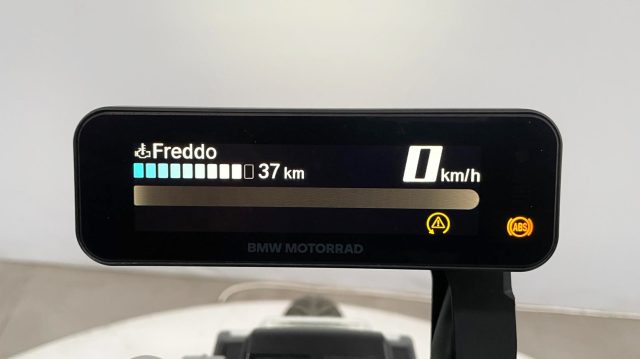 Freddo
37 km
0 km/h
ABS
BMW MOTORRAD